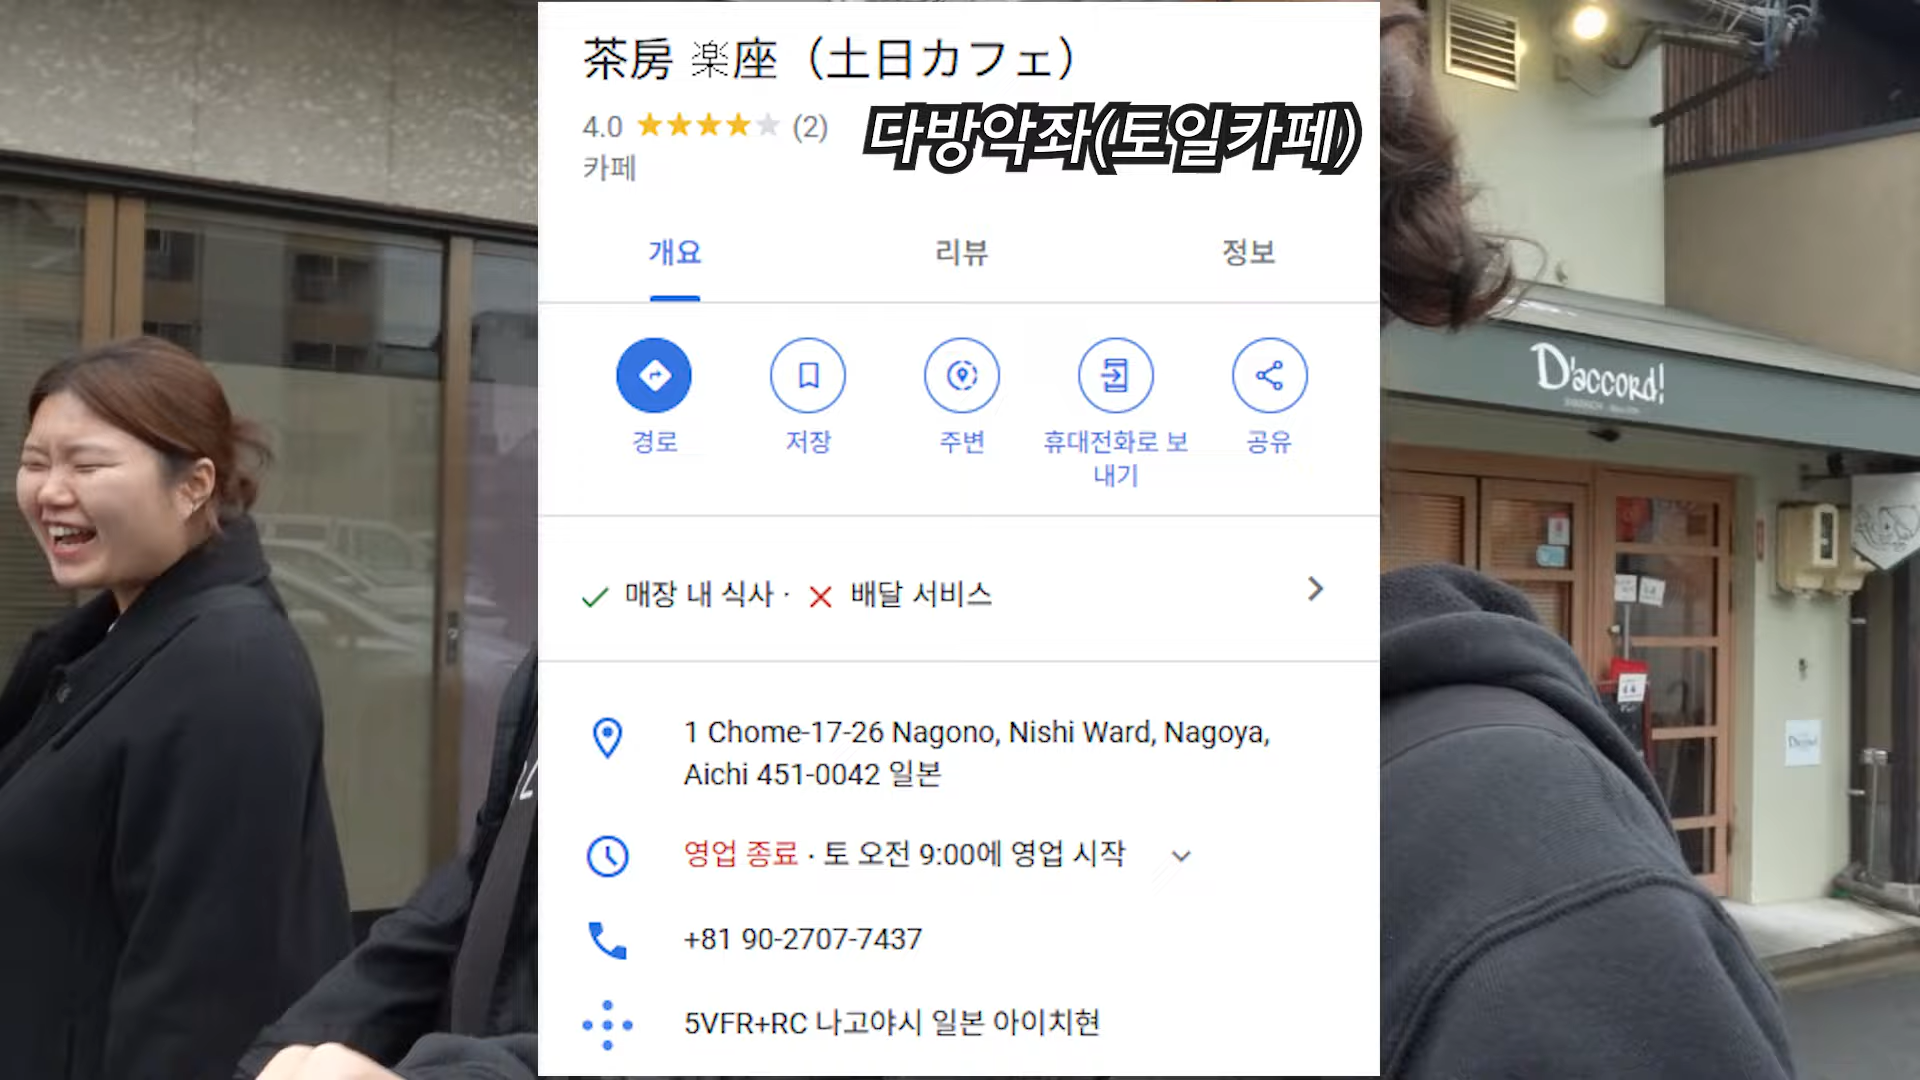 茶房 楽座（土日カフェ）
4.0 (2)
다방악좌(토일카페)
카페
개요 리뷰 정보
경로 저장 주변 휴대전화로 보내기 공유
매장 내 식사 · 배달 서비스
1 Chome-17-26 Nagono, Nishi Ward, Nagoya,
Aichi 451-0042 일본
영업 종료 · 토 오전 9:00에 영업 시작
+81 90-2707-7437
5VFR+RC 나고야시 일본 아이치현
D'accord!